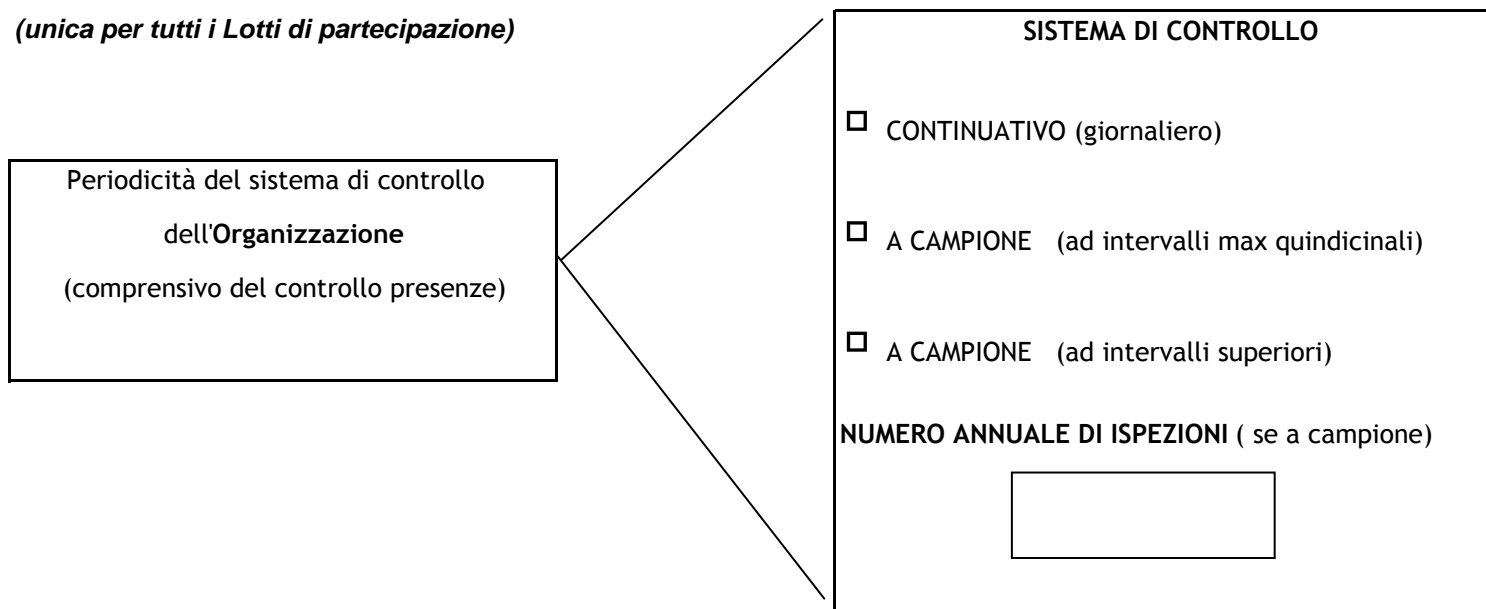 (unica per tutti i Lotti di partecipazione)
Periodicità del sistema di controllo
dell'Organizzazione
(comprensivo del controllo presenze)
SISTEMA DI CONTROLLO
CONTINUATIVO (giornaliero)
A CAMPIONE (ad intervalli max quindicinali)
A CAMPIONE (ad intervalli superiori)
NUMERO ANNUALE DI ISPEZIONI ( se a campione)